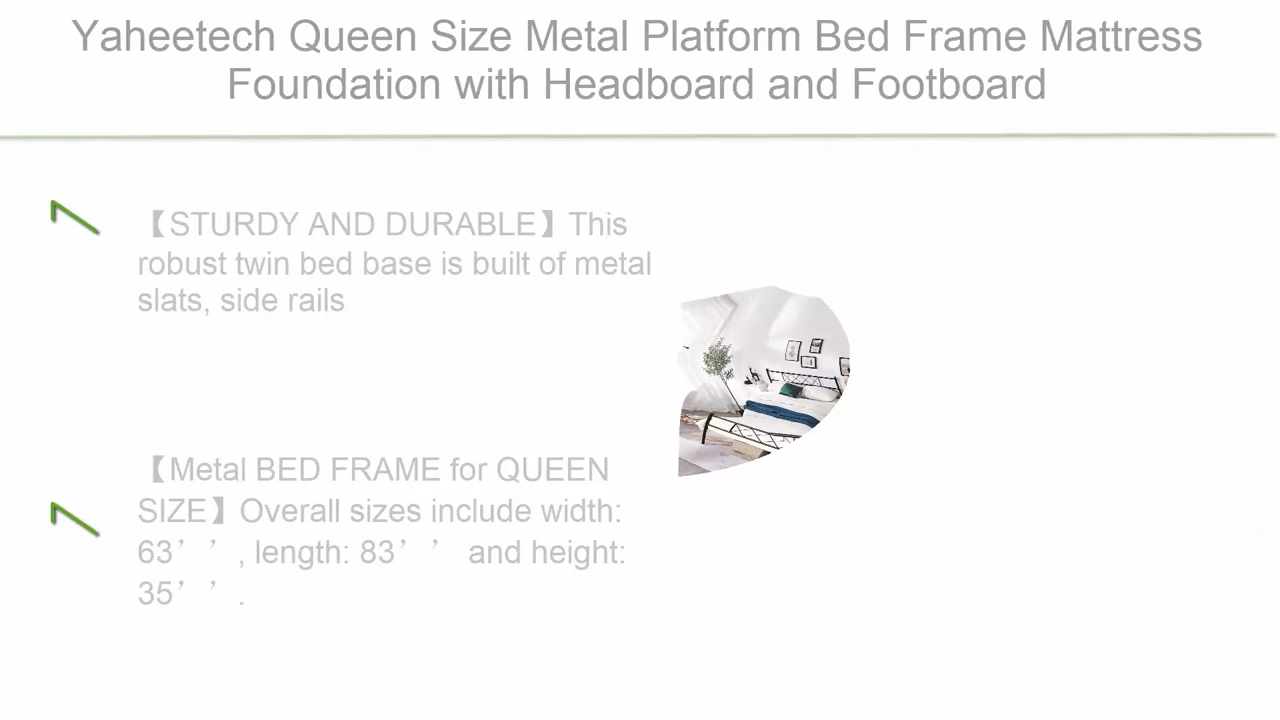 Yaheetech Queen Size Metal Platform Bed Frame Mattress
Foundation with Headboard and Footboard
【STURDY AND DURABLE】This
robust twin bed base is built of metal
slats, side rails
【Metal BED FRAME for QUEEN
SIZE】Overall sizes include width:
63’’, length: 83’’ and height:
35’’.